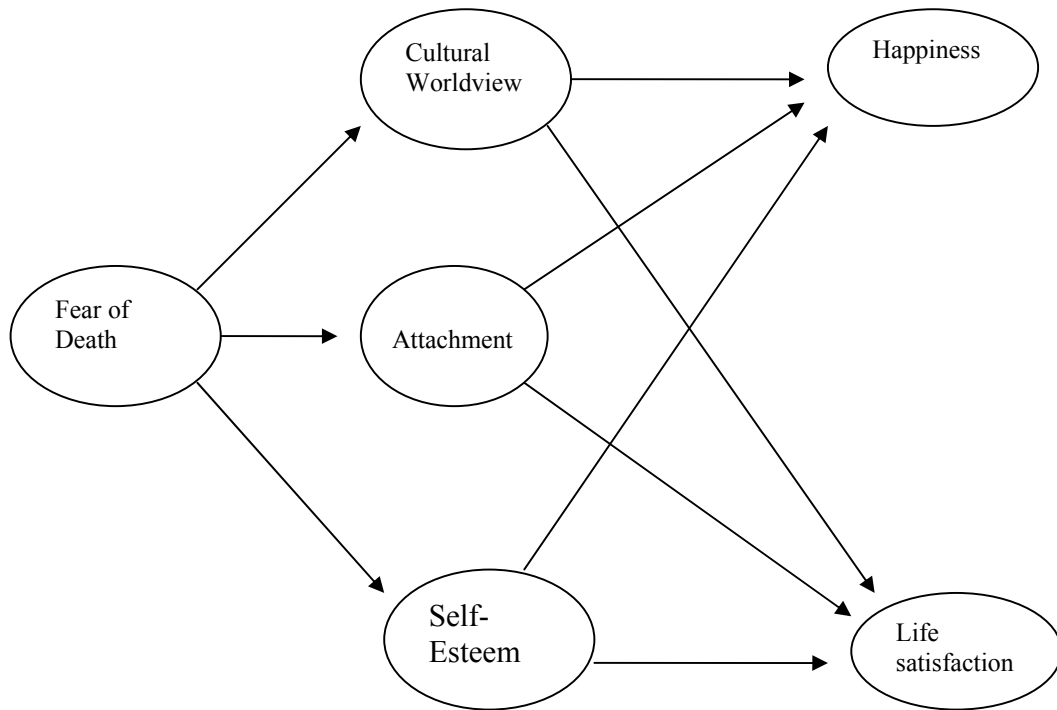 Cultural
Worldview
Happiness
Fear of
Death
Attachment
Self-
Esteem
Life
satisfaction